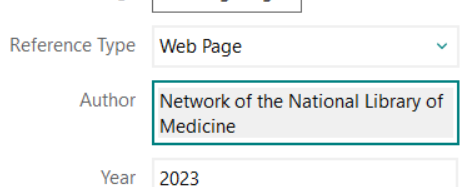 Reference Type Web Page
Author Network of the National Library of
Medicine
Year 2023